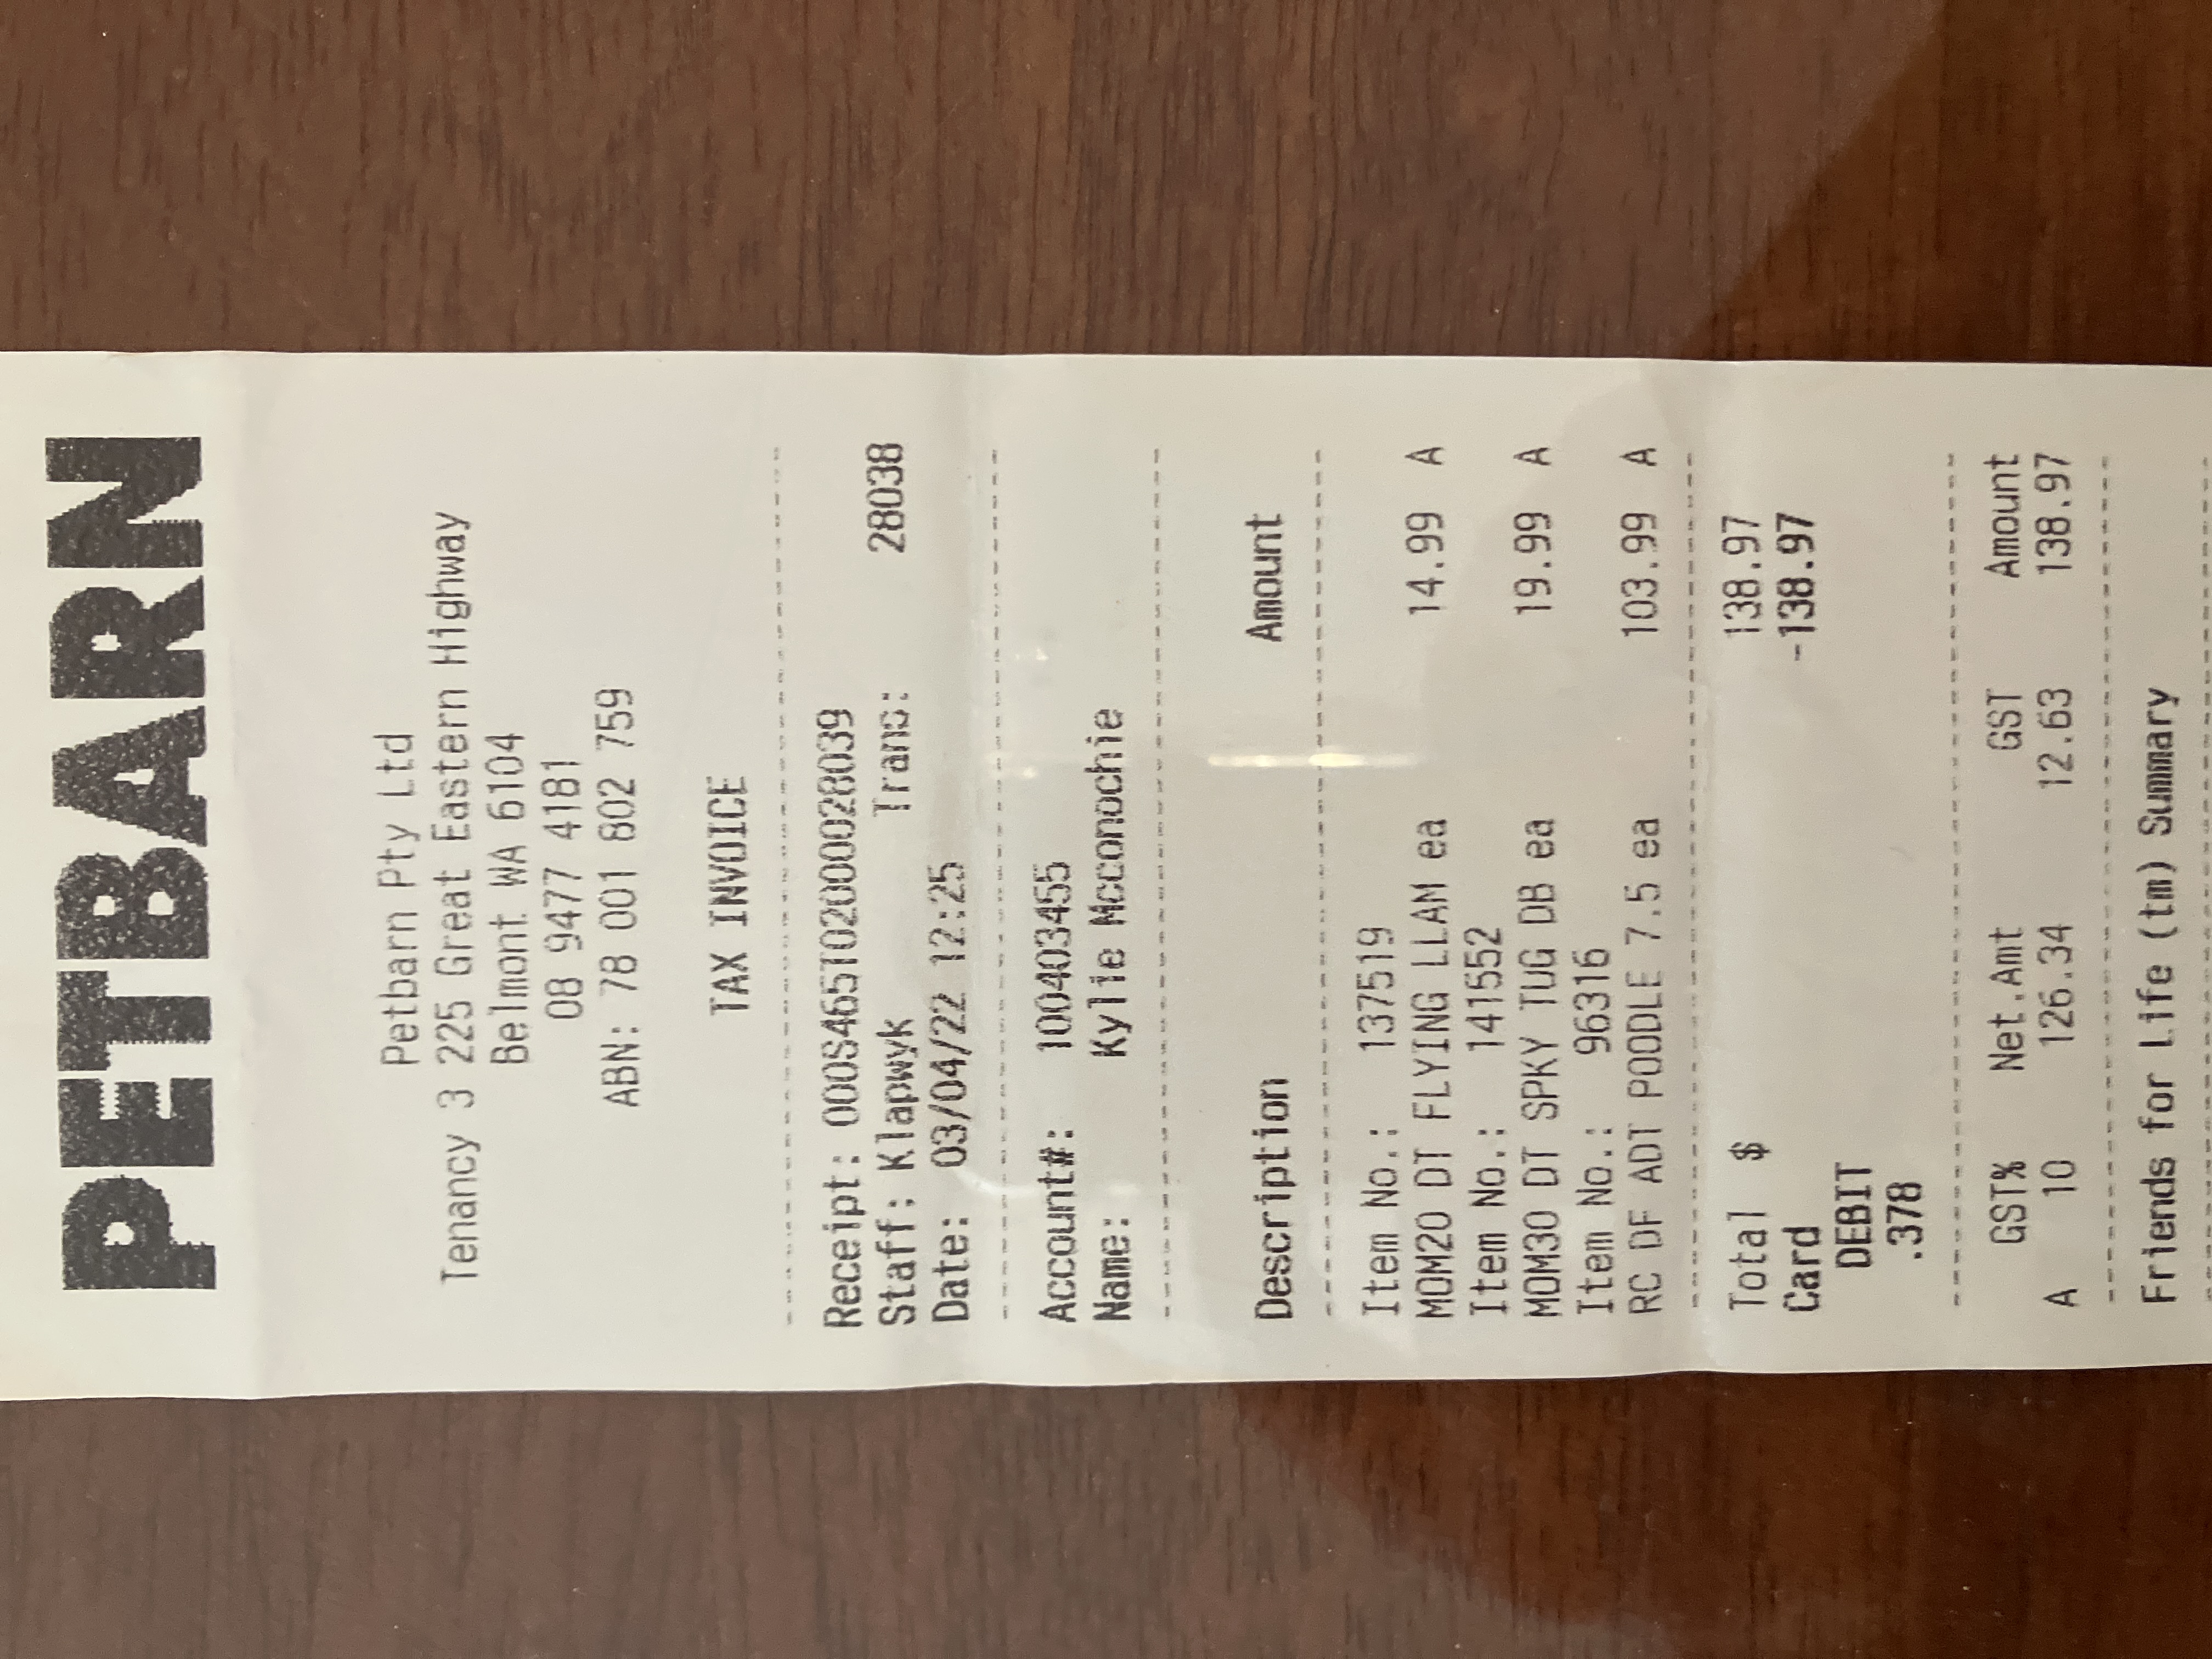 PETBARN
Petbarn Pty Ltd
Tenancy 3 225 Great Eastern Highway
Belmont WA 6104
08 9477 4181
ABN: 78 001 802 759
TAX INVOICE
Receipt: 000S465T02000028039
Staff: Klapwyk Trans: 28038
Date: 03/04/22 12:25
Account#: 100403455
Name: Kylie Mcconochie
Description Amount
Item No.: 137519
MOM20 DT FLYING LLAM ea 14.99 A
Item No.: 141552
MOM30 DT SPKY TUG DB ea 19.99 A
Item No.: 96316
RC DF ADT POODLE 7.5 ea 103.99 A
Total $ 138.97
Card -138.97
DEBIT
.378
GST% Net.Amt GST Amount
A 10 126.34 12.63 138.97
Friends for Life (tm) Summary